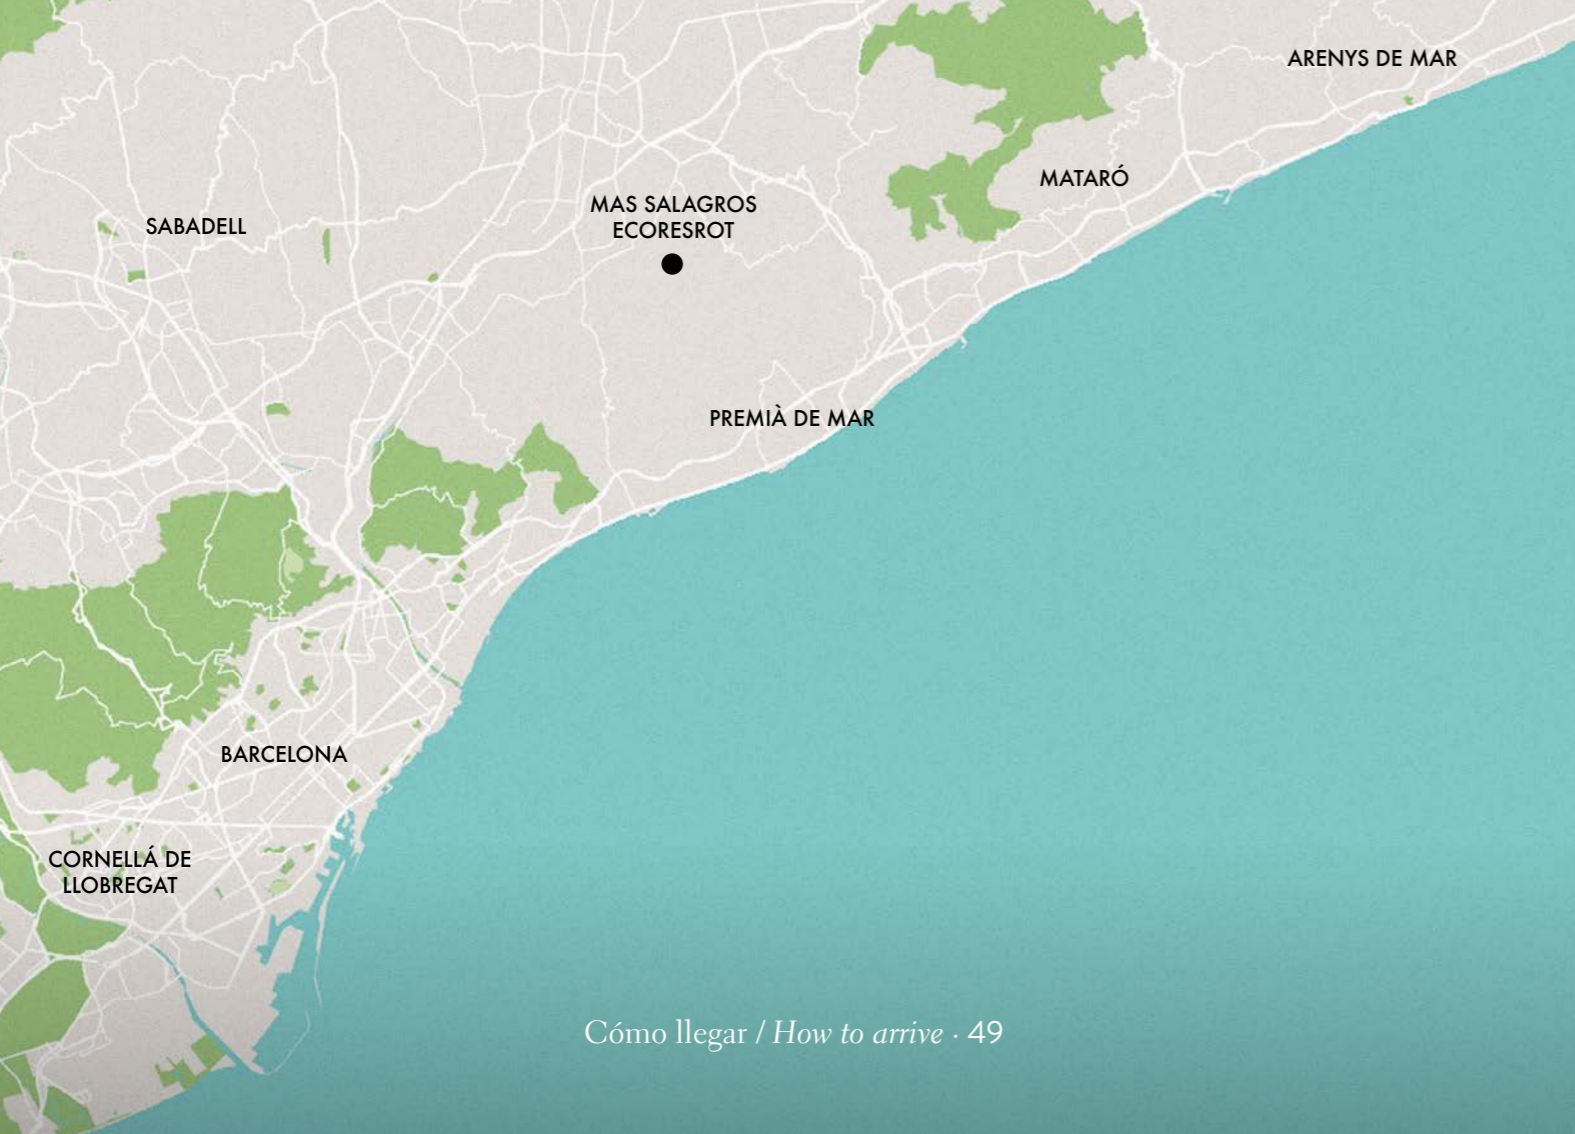 ARENYS DE MAR
MATARÓ
MAS SALAGROS
ECORESROT
SABADELL
PREMIÀ DE MAR
BARCELONA
CORNELLÁ DE
LLOBREGAT
Cómo llegar / How to arrive · 49